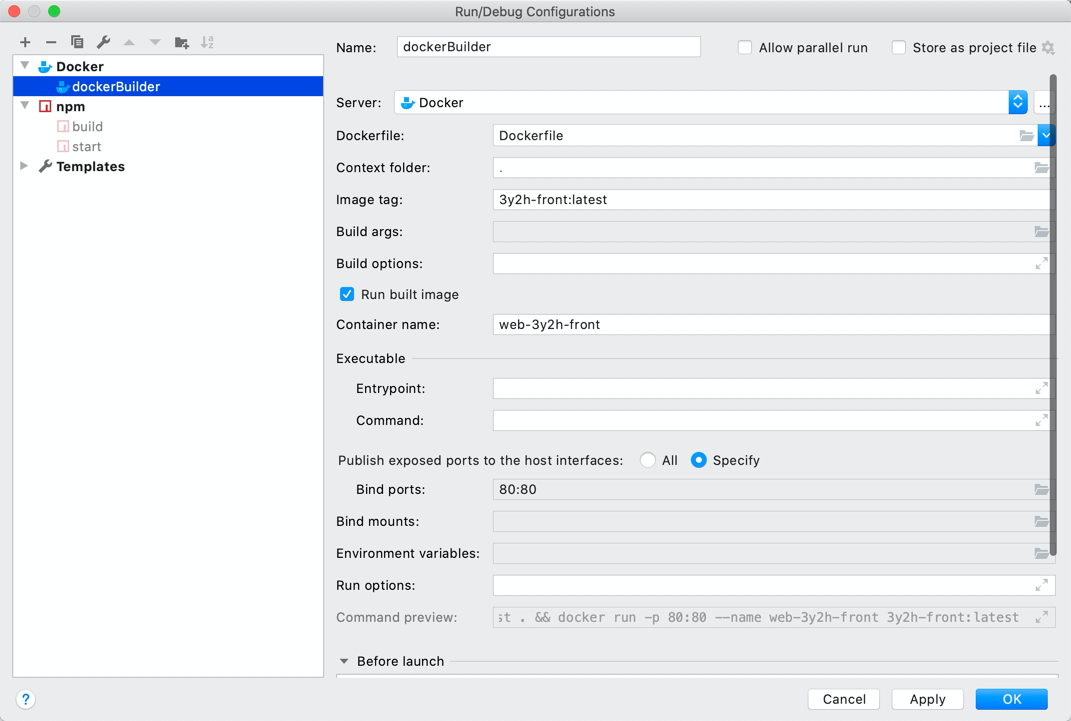 Run/Debug Configurations
Docker
dockerBuilder
npm
build
start
Templates
Name: dockerBuilder Allow parallel run Store as project file
Server: Docker ...
Dockerfile: Dockerfile
Context folder: .
Image tag: 3y2h-front:latest
Build args:
Build options:
Run built image
Container name: web-3y2h-front
Executable
Entrypoint:
Command:
Publish exposed ports to the host interfaces: All Specify
Bind ports: 80:80
Bind mounts:
Environment variables:
Run options:
Command preview: st . && docker run -p 80:80 --name web-3y2h-front 3y2h-front:latest
Before launch
? Cancel Apply OK